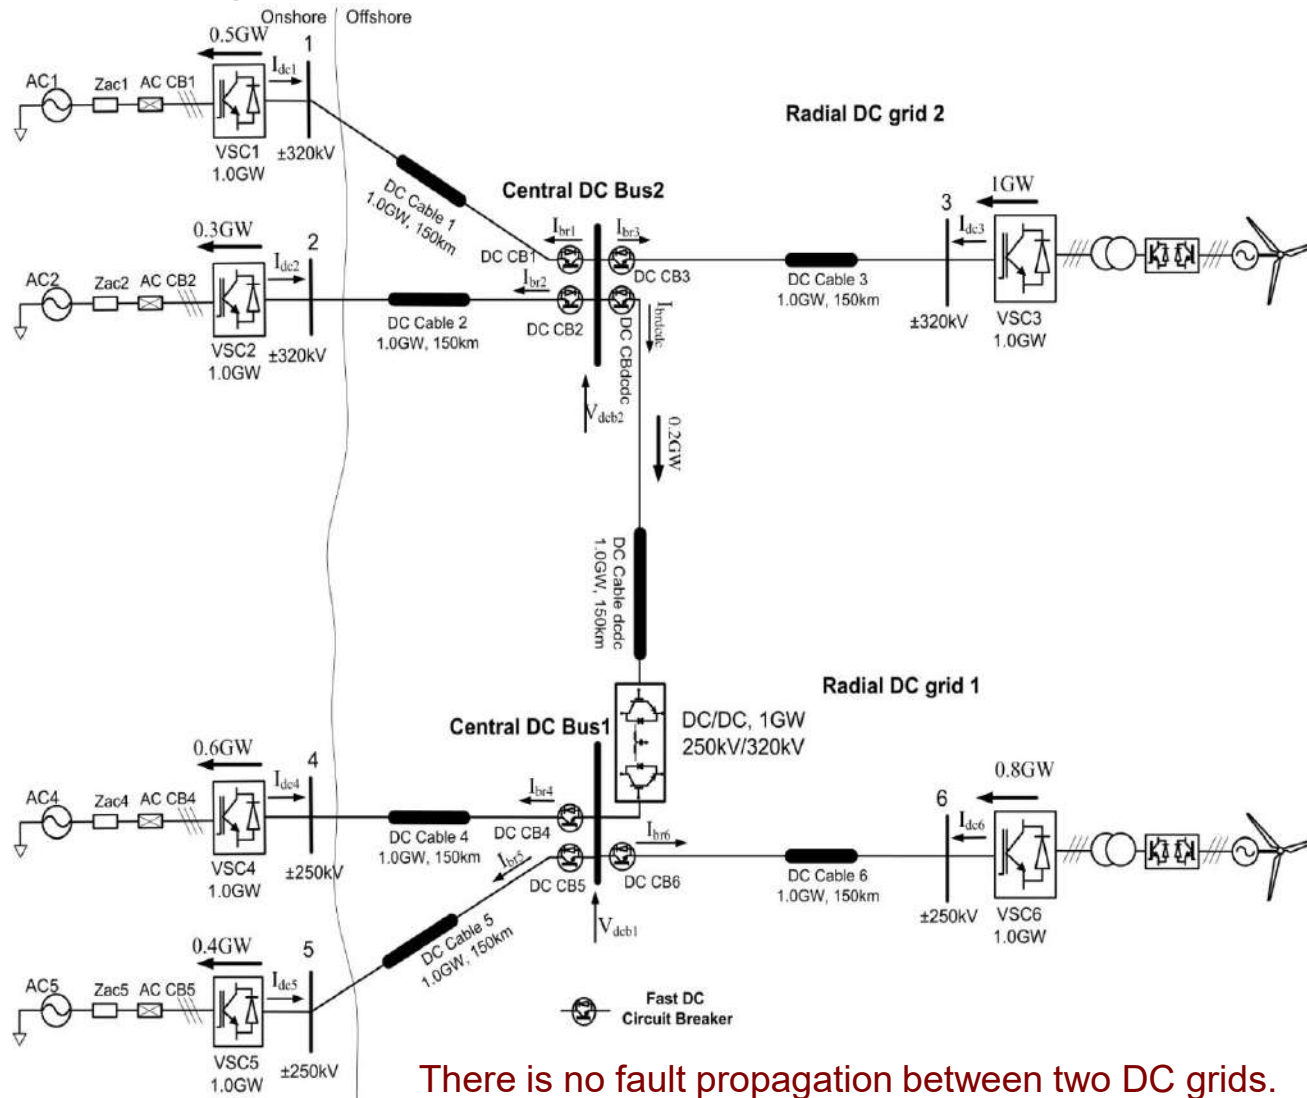 Onshore Offshore
0.5GW
1
AC1 Zac1 AC CB1
Idc1
VSC1
1.0GW
±320kV
DC Cable 1
1.0GW, 150km
Radial DC grid 2
Central DC Bus2
0.3GW
2
AC2 Zac2 AC CB2
Idc2
VSC2
1.0GW
±320kV
DC Cable 2
1.0GW, 150km
Ibr1
Ibr3
DC CB1
DC CB3
Ibr2
DC CB2
DC CBdcdc
Ibrdcdc
Vdcb2
0.2GW
DC Cable 3
1.0GW, 150km
3
1GW
Idc3
±320kV
VSC3
1.0GW
DC Cable dcdc
1.0GW, 150km
Radial DC grid 1
DC/DC, 1GW
250kV/320kV
Central DC Bus1
0.6GW
4
AC4 Zac4 AC CB4
Idc4
VSC4
1.0GW
±250kV
DC Cable 4
1.0GW, 150km
Ibr4
DC CB4
Ibr6
Ibr5
DC CB5
DC CB6
Vdcb1
DC Cable 6
1.0GW, 150km
6
0.8GW
Idc6
±250kV
VSC6
1.0GW
0.4GW
5
AC5 Zac5 AC CB5
Idc5
VSC5
1.0GW
±250kV
DC Cable 5
1.0GW, 150km
Fast DC
Circuit Breaker
There is no fault propagation between two DC grids.